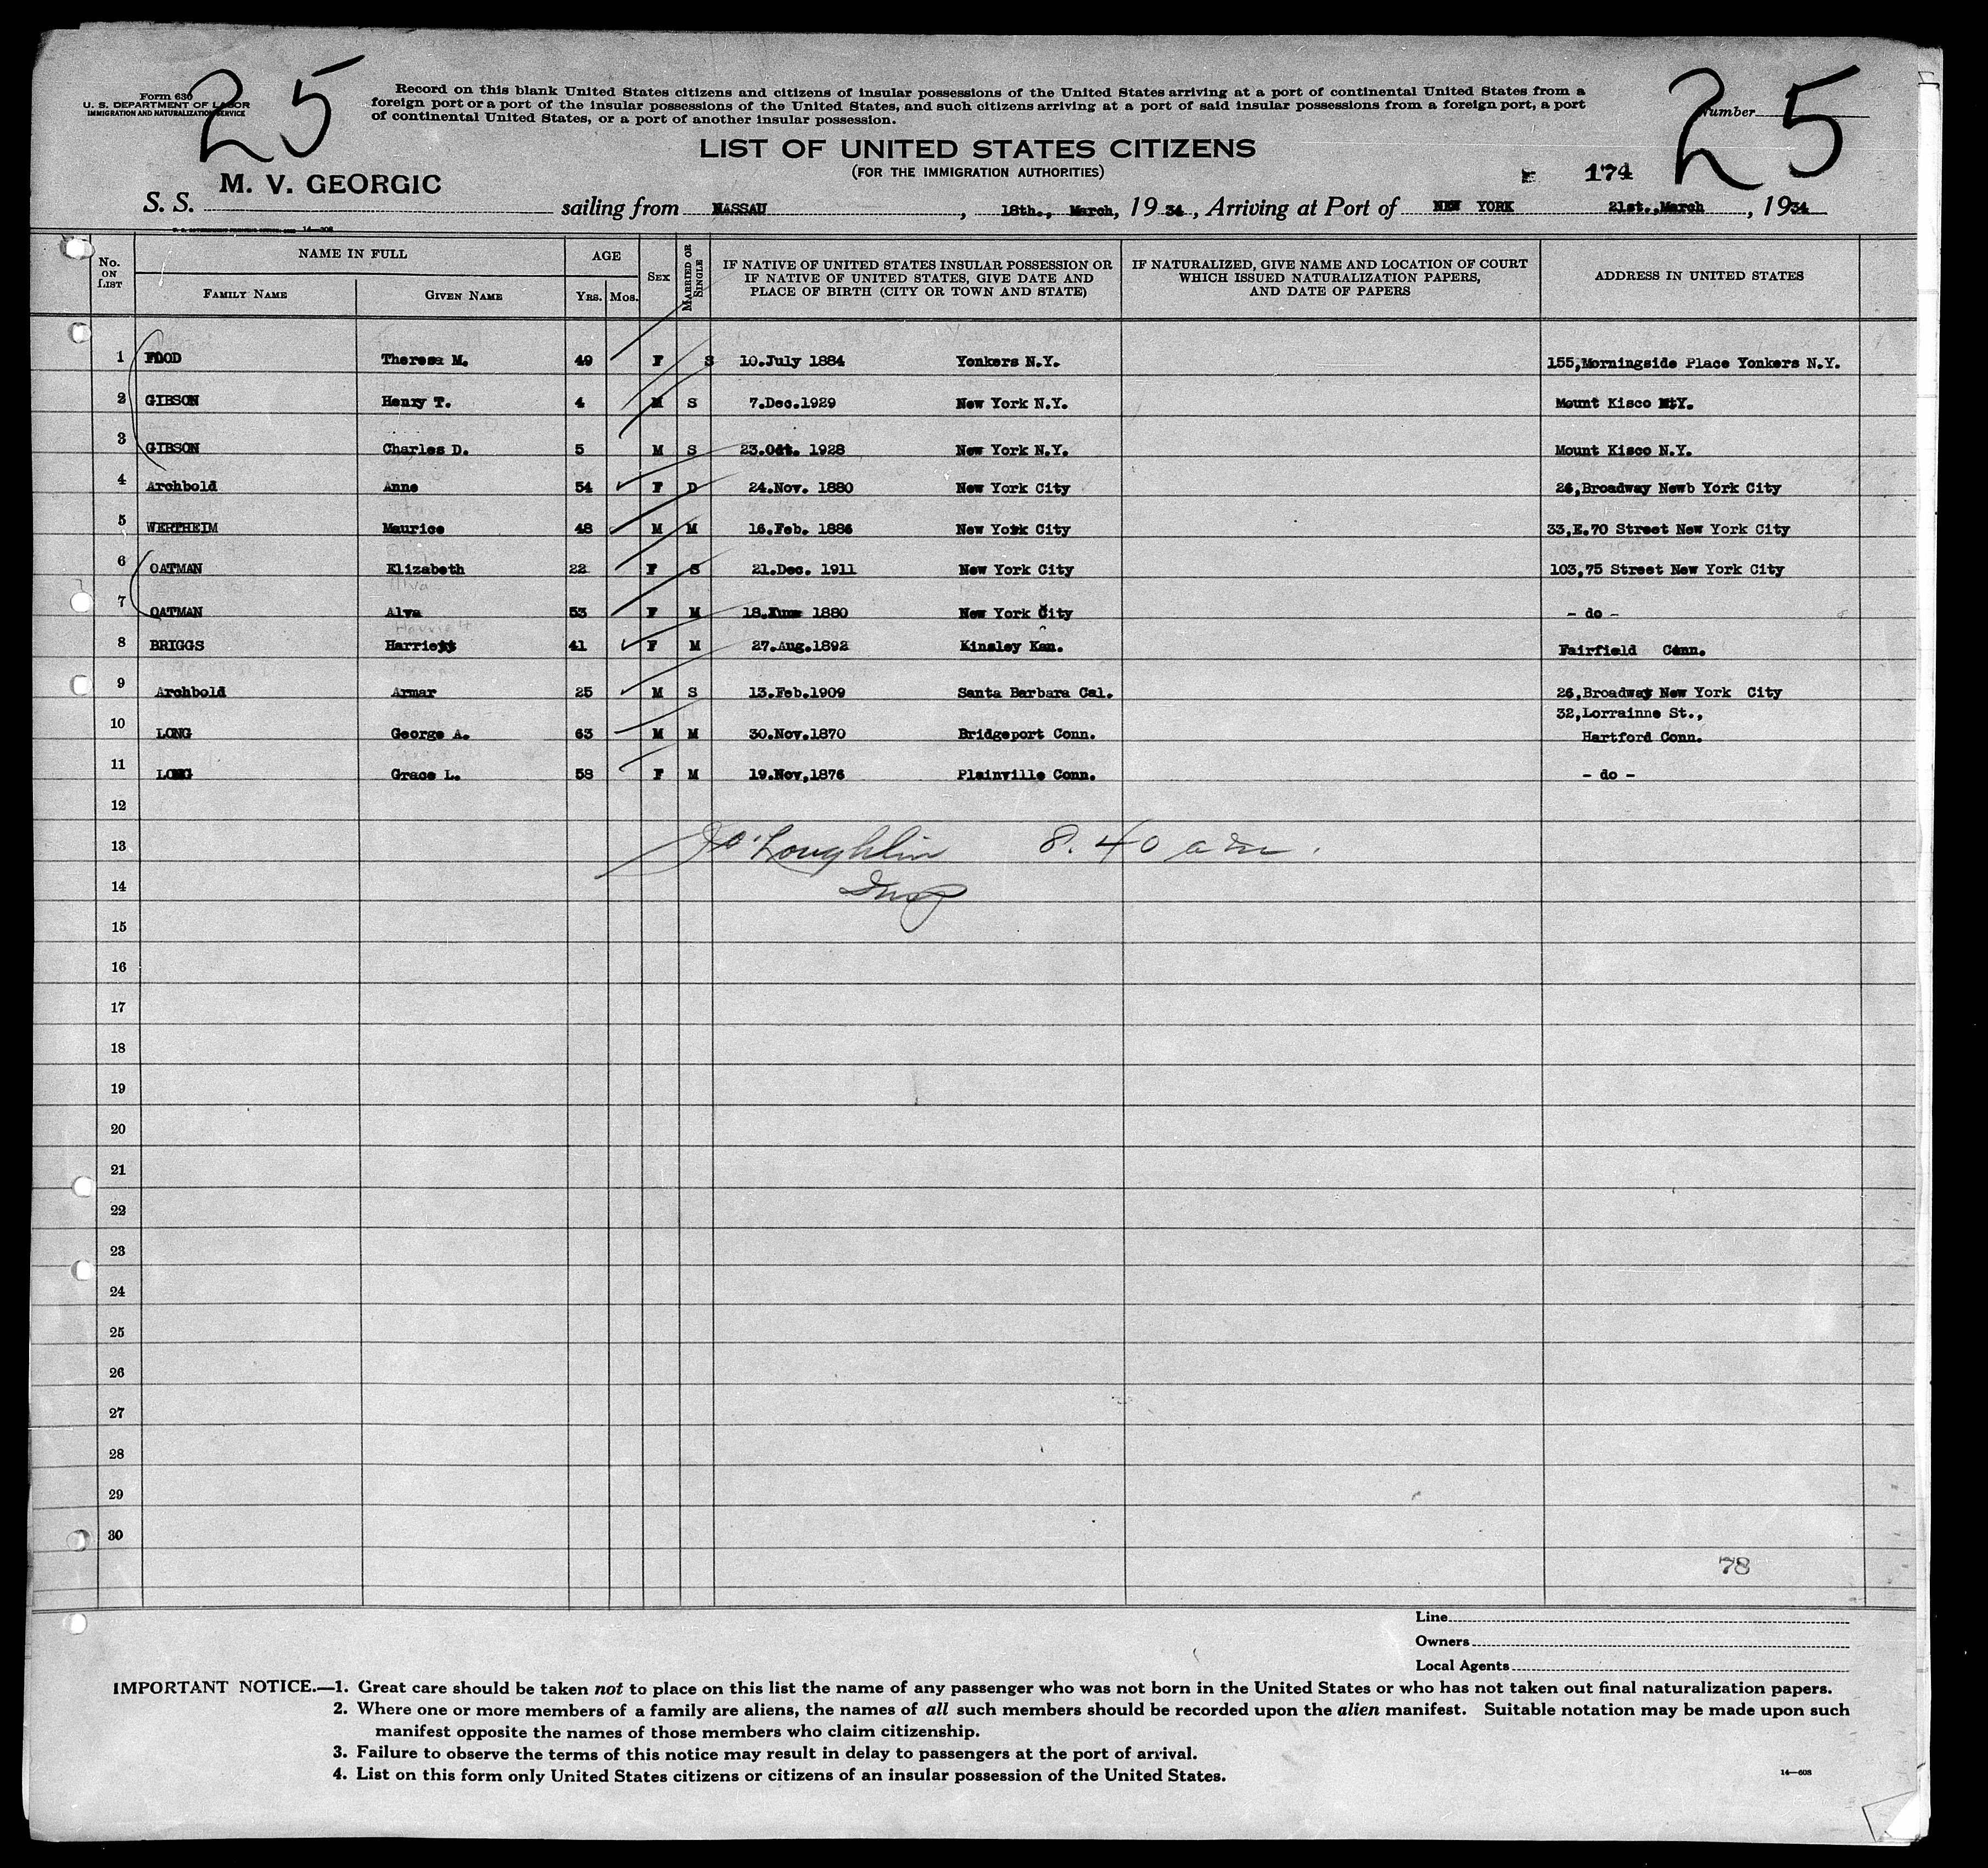 25
25
Form 630
U. S. DEPARTMENT OF LABOR
IMMIGRATION AND NATURALIZATION SERVICE
Record on this blank United States citizens and citizens of insular possessions of the United States arriving at a port of continental United States from a
foreign port or a port of the insular possessions of the United States, and such citizens arriving at a port of said insular possessions from a foreign port, a port
of continental United States, or a port of another insular possession.
Number
LIST OF UNITED STATES CITIZENS
(FOR THE IMMIGRATION AUTHORITIES)
174
M. V. GEORGIC
S. S. sailing from NASSAU, 18th., March, 1934, Arriving at Port of NEW YORK 21st.,March, 1934
14—608
No. ON LIST NAME IN FULL FAMILY NAME GIVEN NAME AGE YRS. MOS. SEX MARRIED OR SINGLE IF NATIVE OF UNITED STATES INSULAR POSSESSION OR IF NATIVE OF UNITED STATES, GIVE DATE AND PLACE OF BIRTH (CITY OR TOWN AND STATE) IF NATURALIZED, GIVE NAME AND LOCATION OF COURT WHICH ISSUED NATURALIZATION PAPERS, AND DATE OF PAPERS ADDRESS IN UNITED STATES
1 Theresa M. 49 F S 10.July 1884 Yonkers N.Y. 155,Morningside Place Yonkers N.Y.
2 GIBSON Henry T. 4 M S 7.Dec.1929 New York N.Y. Mount Kisco N.Y.
3 GIBSON Charles D. 5 M S 23.Oct. 1928 New York N.Y. Mount Kisco N.Y.
4 Archbold Anne 54 F D 24.Nov. 1880 New York City 26,Broadway Newb York City
5 WERTHEIM Maurice 48 M M 16.Feb. 1886 New York City 33,E.70 Street New York City
6 OATMAN Elizabeth 22 F S 21.Dec. 1911 New York City 103,75 Street New York City
7 OATMAN Alva 53 F M 18.June 1880 New York City - do -
8 BRIGGS Harriett 41 F M 27.Aug.1892 Kinsley Kan. Fairfield Conn.
9 Archbold Armar 25 M S 13.Feb.1909 Santa Barbara Cal. 26,Broadway New York City
10 LONG George A. 63 M M 30.Nov.1870 Bridgeport Conn. 32,Lorrainne St.,
Hartford Conn.
11 LONG Grace L. 58 F M 19.Nov,1876 Plainville Conn. - do -
12
13 O'Loughlin 8.40 am.
14 Insp
15
16
17
18
19
20
21
22
23
24
25
26
27
28
29
30
78
Line
Owners
Local Agents
IMPORTANT NOTICE.—1. Great care should be taken not to place on this list the name of any passenger who was not born in the United States or who has not taken out final naturalization papers.
2. Where one or more members of a family are aliens, the names of all such members should be recorded upon the alien manifest. Suitable notation may be made upon such
manifest opposite the names of those members who claim citizenship.
3. Failure to observe the terms of this notice may result in delay to passengers at the port of arrival.
4. List on this form only United States citizens or citizens of an insular possession of the United States.
14—608